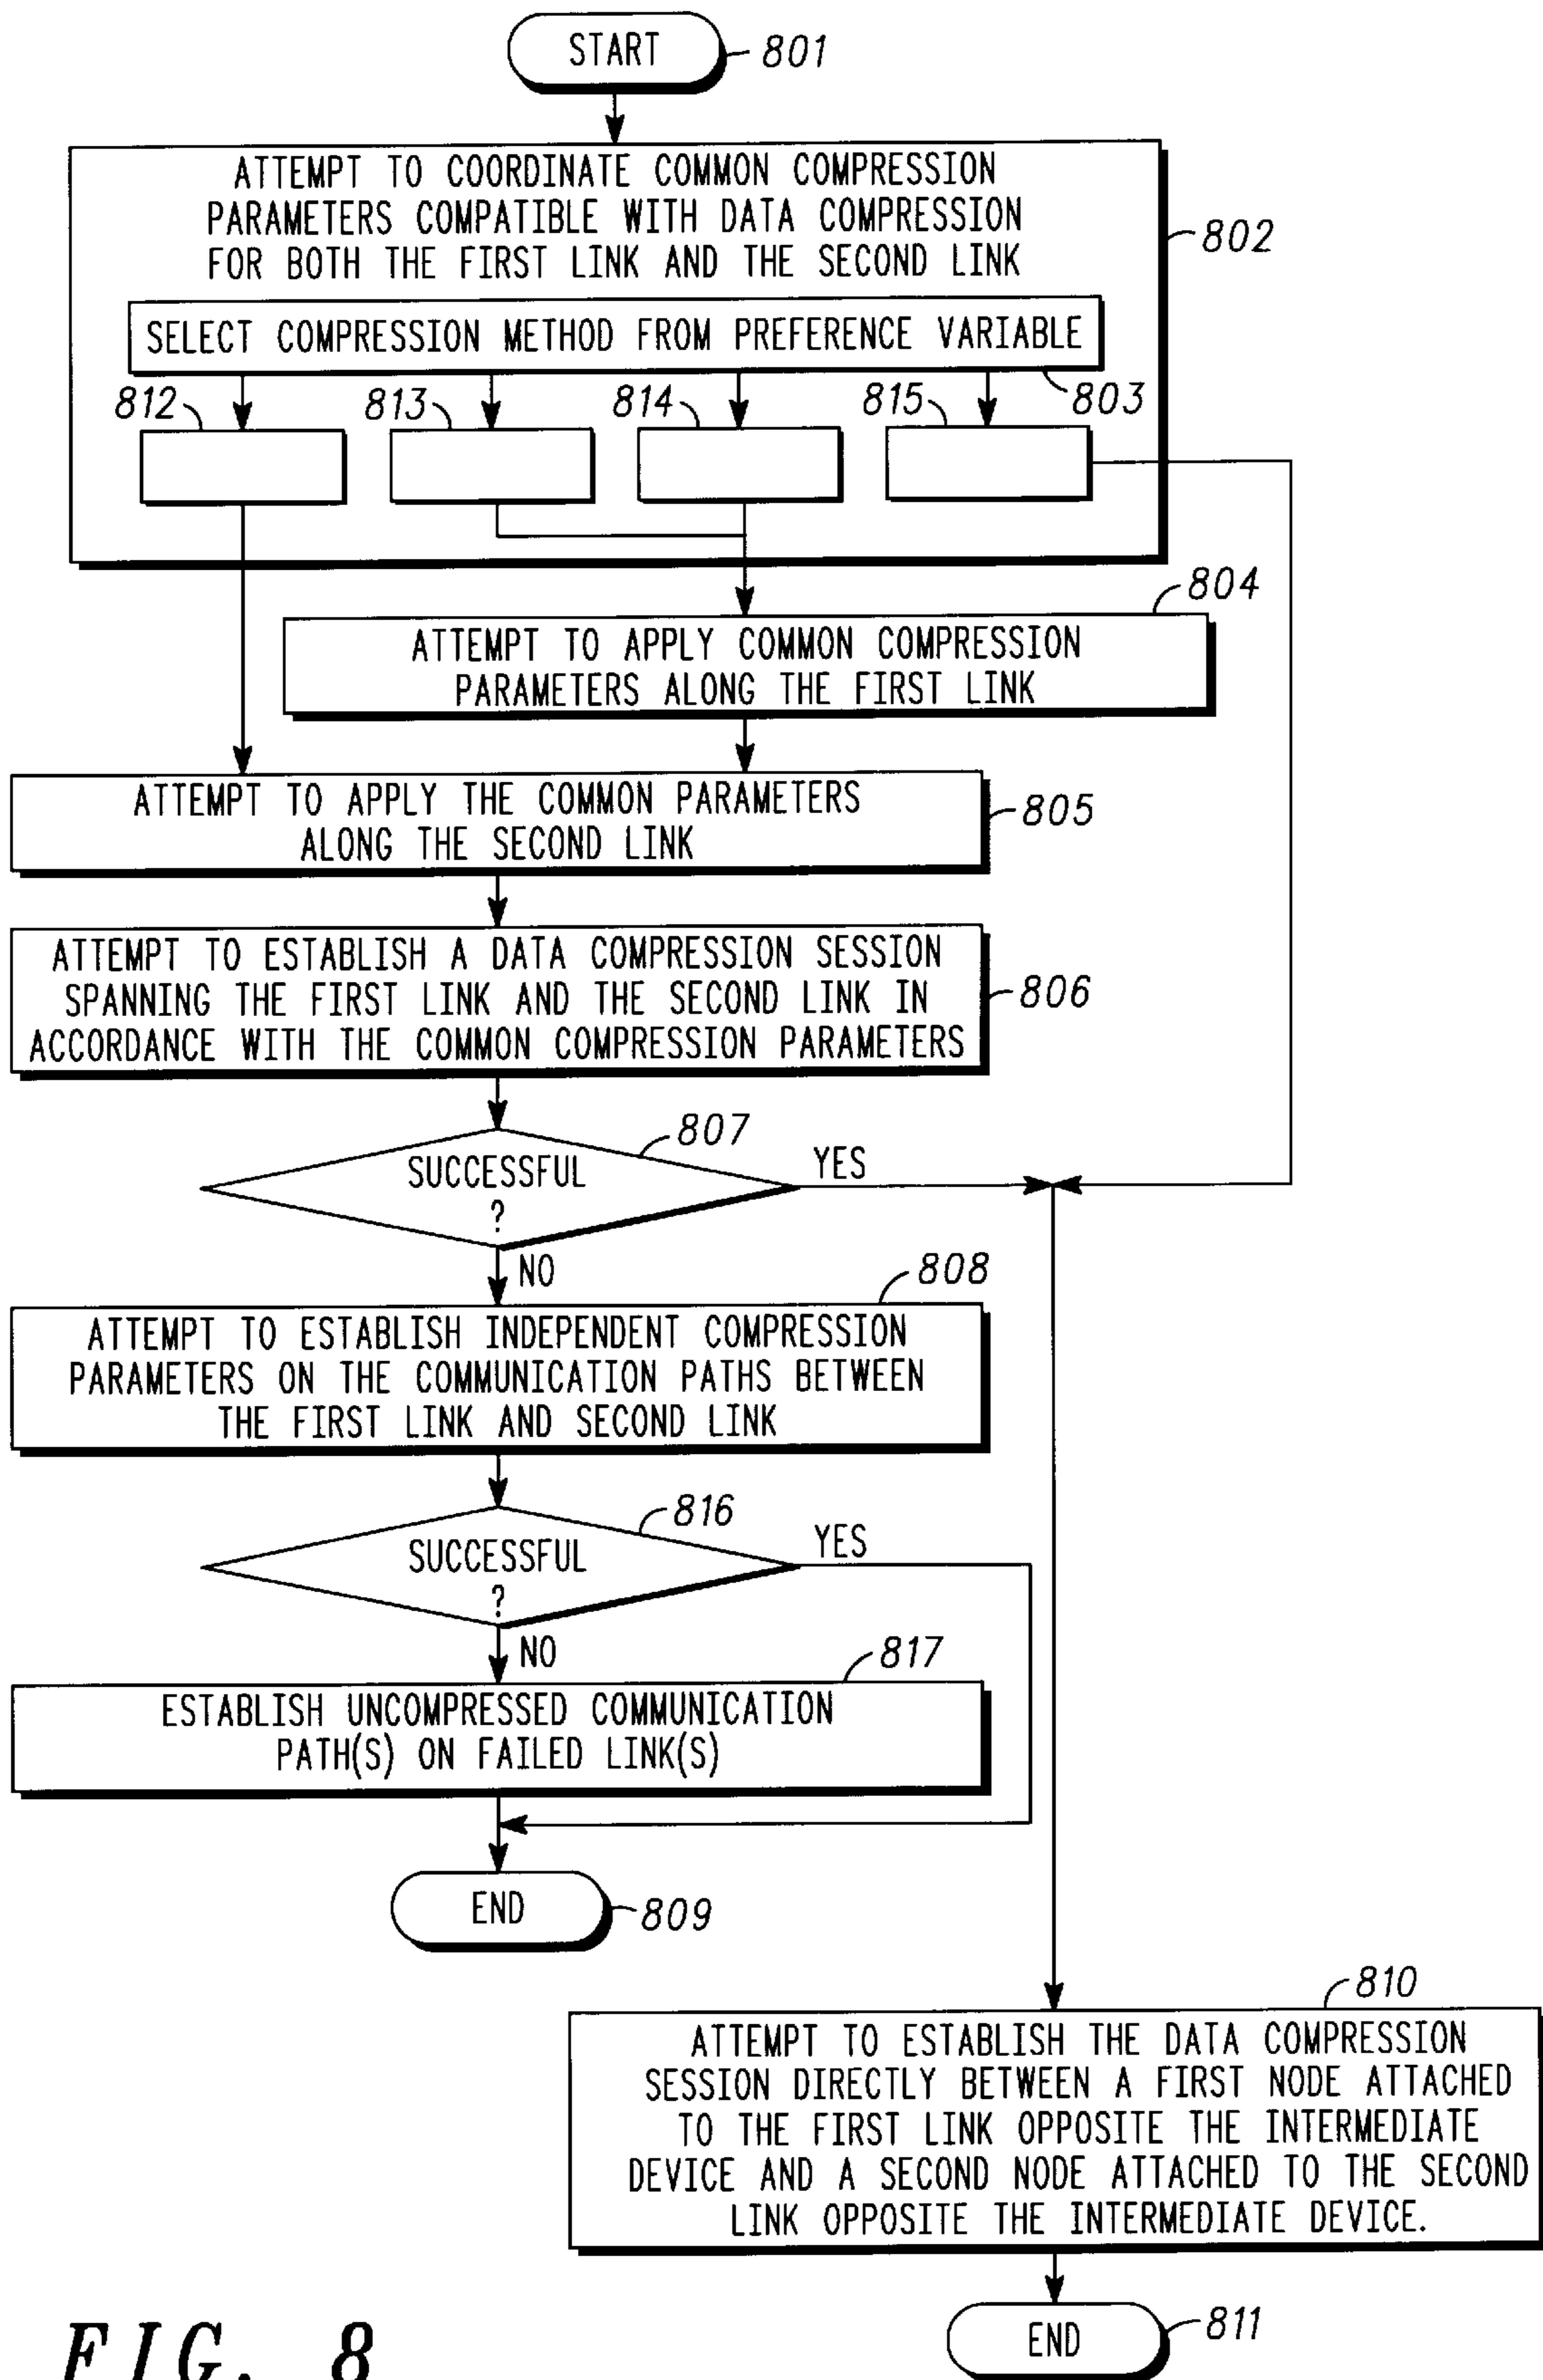 START
801
ATTEMPT TO COORDINATE COMMON COMPRESSION
PARAMETERS COMPATIBLE WITH DATA COMPRESSION
FOR BOTH THE FIRST LINK AND THE SECOND LINK
802
SELECT COMPRESSION METHOD FROM PREFERENCE VARIABLE
803
812
813
814
815
804
ATTEMPT TO APPLY COMMON COMPRESSION
PARAMETERS ALONG THE FIRST LINK
ATTEMPT TO APPLY THE COMMON PARAMETERS
ALONG THE SECOND LINK
805
ATTEMPT TO ESTABLISH A DATA COMPRESSION SESSION
SPANNING THE FIRST LINK AND THE SECOND LINK IN
ACCORDANCE WITH THE COMMON COMPRESSION PARAMETERS
806
807
SUCCESSFUL
?
YES
NO
808
ATTEMPT TO ESTABLISH INDEPENDENT COMPRESSION
PARAMETERS ON THE COMMUNICATION PATHS BETWEEN
THE FIRST LINK AND SECOND LINK
816
SUCCESSFUL
?
YES
NO
817
ESTABLISH UNCOMPRESSED COMMUNICATION
PATH(S) ON FAILED LINK(S)
END
809
810
ATTEMPT TO ESTABLISH THE DATA COMPRESSION
SESSION DIRECTLY BETWEEN A FIRST NODE ATTACHED
TO THE FIRST LINK OPPOSITE THE INTERMEDIATE
DEVICE AND A SECOND NODE ATTACHED TO THE SECOND
LINK OPPOSITE THE INTERMEDIATE DEVICE.
END
811
FIG. 8